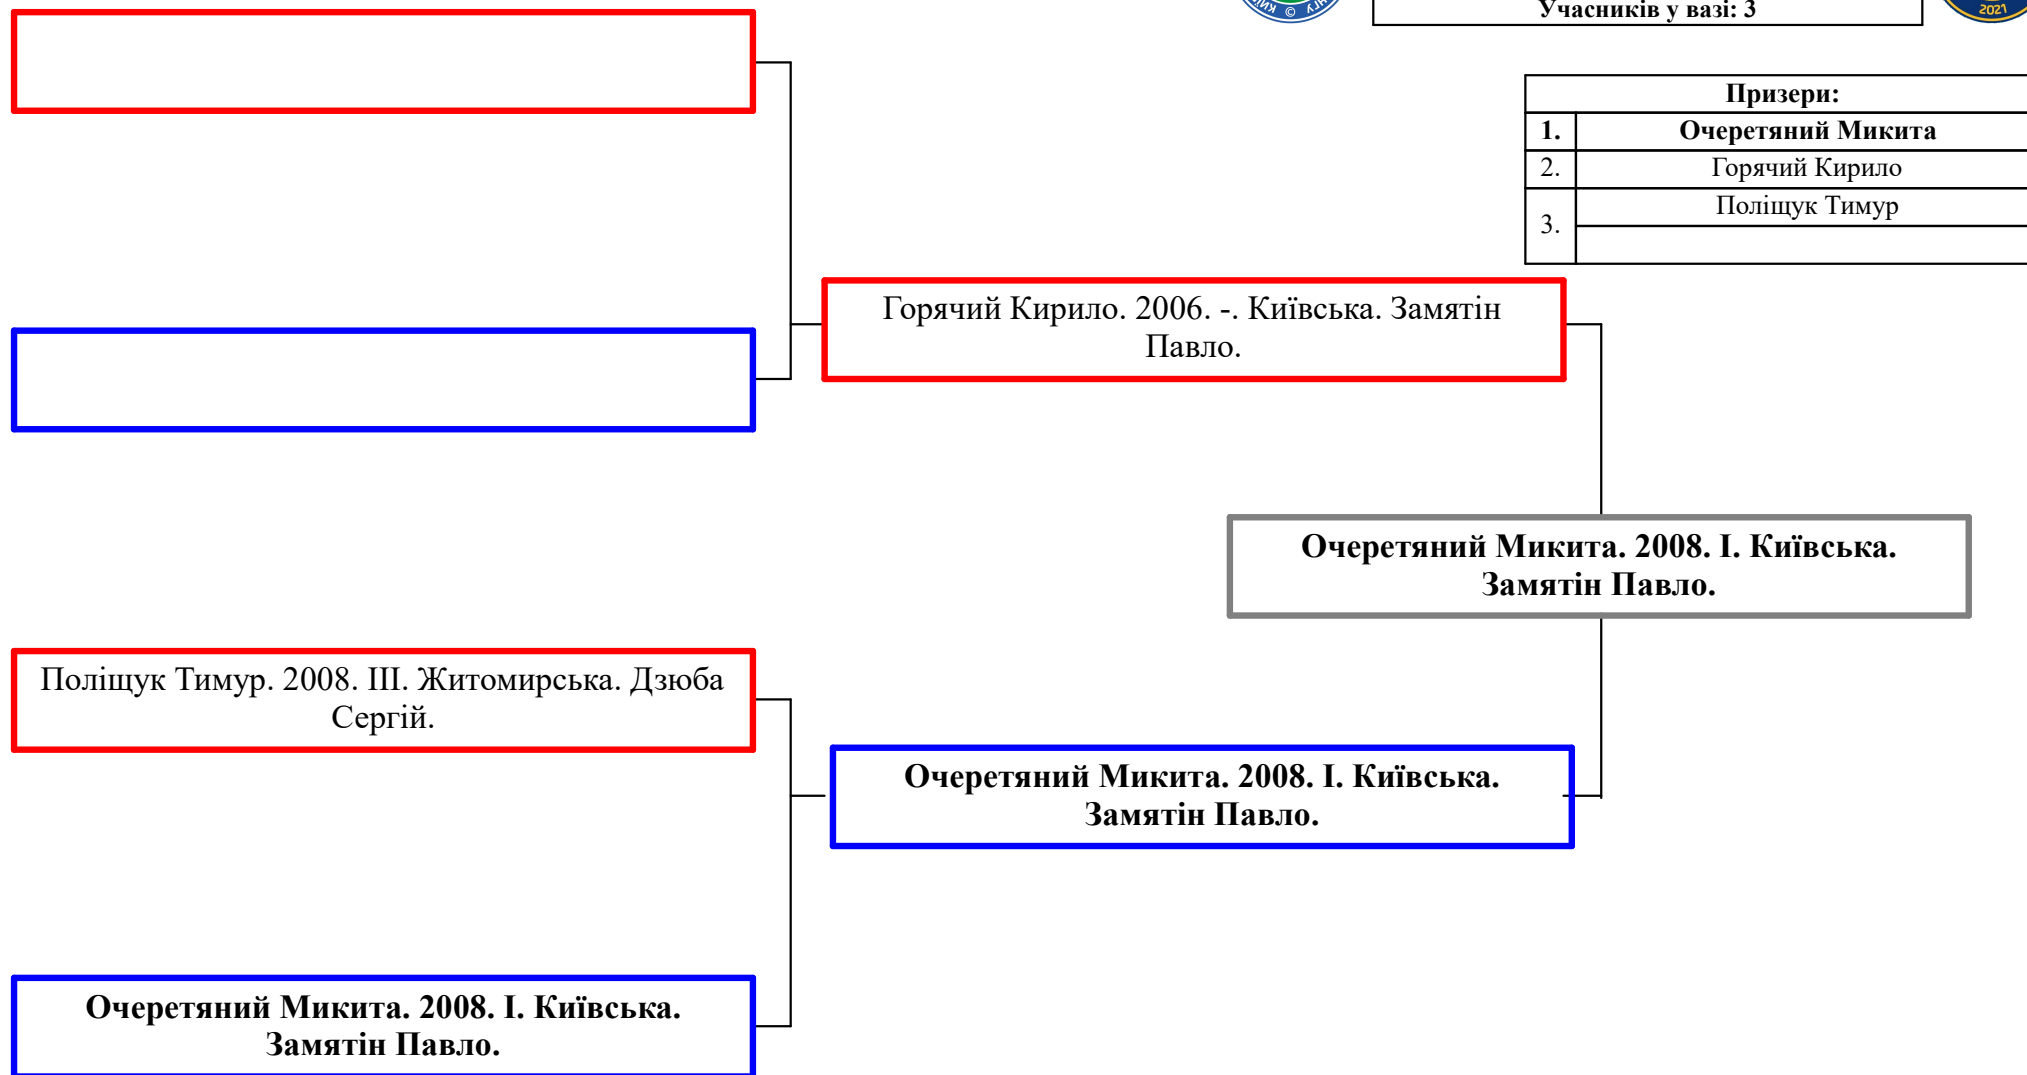 Учасників у вазі: 3
2021
Призери:
1. Очеретяний Микита
2. Горячий Кирило
3. Поліщук Тимур
Горячий Кирило. 2006. -. Київська. Замятін
Павло.
Очеретяний Микита. 2008. І. Київська.
Замятін Павло.
Поліщук Тимур. 2008. ІІІ. Житомирська. Дзюба
Сергій.
Очеретяний Микита. 2008. І. Київська.
Замятін Павло.
Очеретяний Микита. 2008. І. Київська.
Замятін Павло.